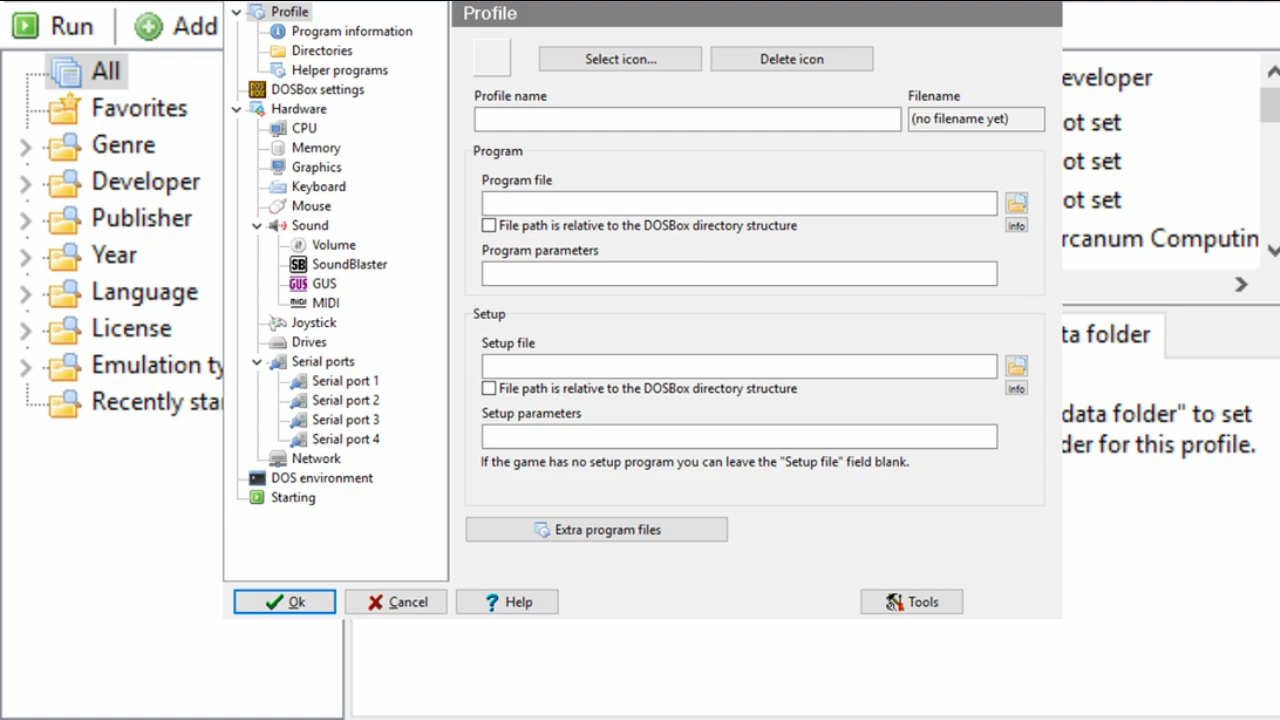 Run
Add
All
Favorites
Genre
Developer
Publisher
Year
Language
License
Emulation ty
Recently sta
Profile
Program information
Directories
Helper programs
DOSBox settings
Hardware
CPU
Memory
Graphics
Keyboard
Mouse
Sound
Volume
SB SoundBlaster
GUS GUS
MIDI MIDI
Joystick
Drives
Serial ports
Serial port 1
Serial port 2
Serial port 3
Serial port 4
Network
DOS environment
Starting
Profile
Select icon...
Delete icon
Profile name
Filename
(no filename yet)
Program
Program file
File path is relative to the DOSBox directory structure
Info
Program parameters
Setup
Setup file
File path is relative to the DOSBox directory structure
Info
Setup parameters
If the game has no setup program you can leave the "Setup file" field blank.
Extra program files
Ok
Cancel
Help
Tools
eveloper
ot set
ot set
ot set
rcanum Computin
ta folder
data folder" to set
der for this profile.